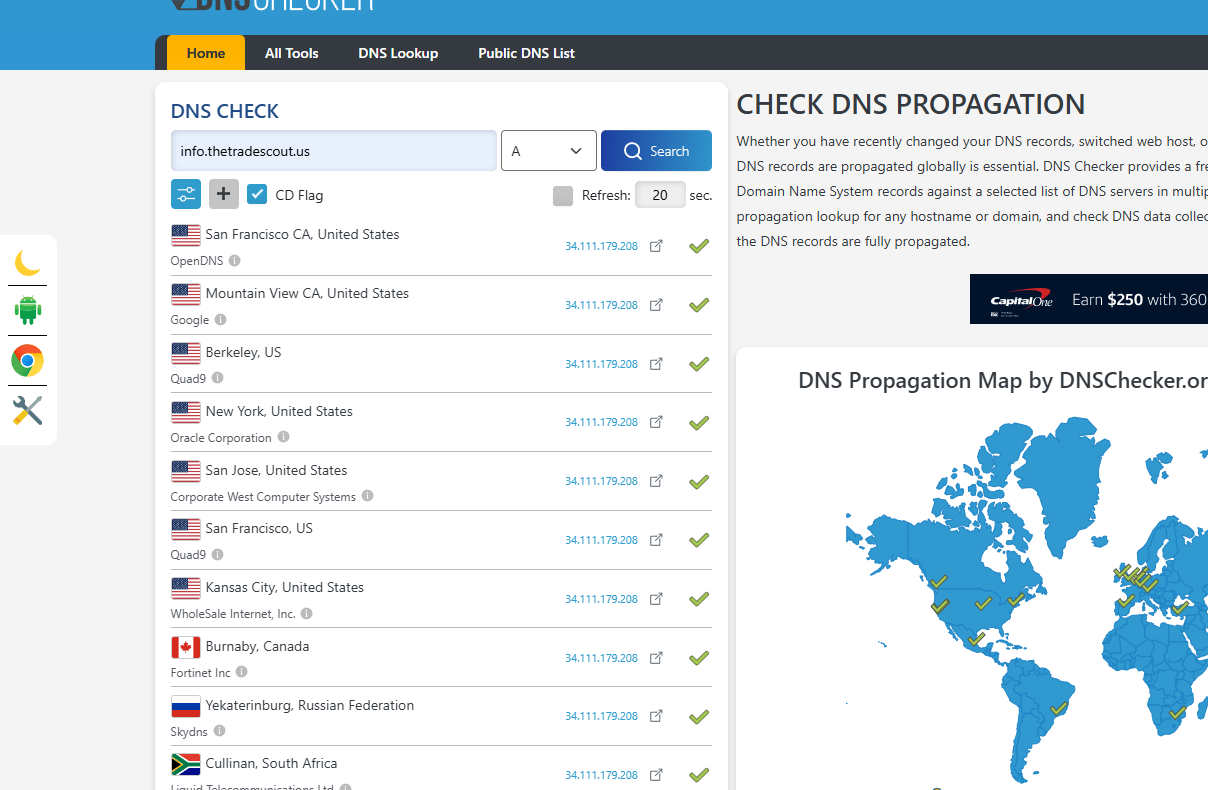 DNSCHECKER
Home
All Tools
DNS Lookup
Public DNS List
DNS CHECK
info.thetradescout.us
A
Search
CD Flag
Refresh: 20 sec.
San Francisco CA, United States
OpenDNS
34.111.179.208
Mountain View CA, United States
Google
34.111.179.208
Berkeley, US
Quad9
34.111.179.208
New York, United States
Oracle Corporation
34.111.179.208
San Jose, United States
Corporate West Computer Systems
34.111.179.208
San Francisco, US
Quad9
34.111.179.208
Kansas City, United States
WholeSale Internet, Inc.
34.111.179.208
Burnaby, Canada
Fortinet Inc
34.111.179.208
Yekaterinburg, Russian Federation
Skydns
34.111.179.208
Cullinan, South Africa
Liquid Telecommunications Ltd
34.111.179.208
CHECK DNS PROPAGATION
Whether you have recently changed your DNS records, switched web host, o
DNS records are propagated globally is essential. DNS Checker provides a fre
Domain Name System records against a selected list of DNS servers in multip
propagation lookup for any hostname or domain, and check DNS data collec
the DNS records are fully propagated.
Capital One
Earn $250 with 360
DNS Propagation Map by DNSChecker.or